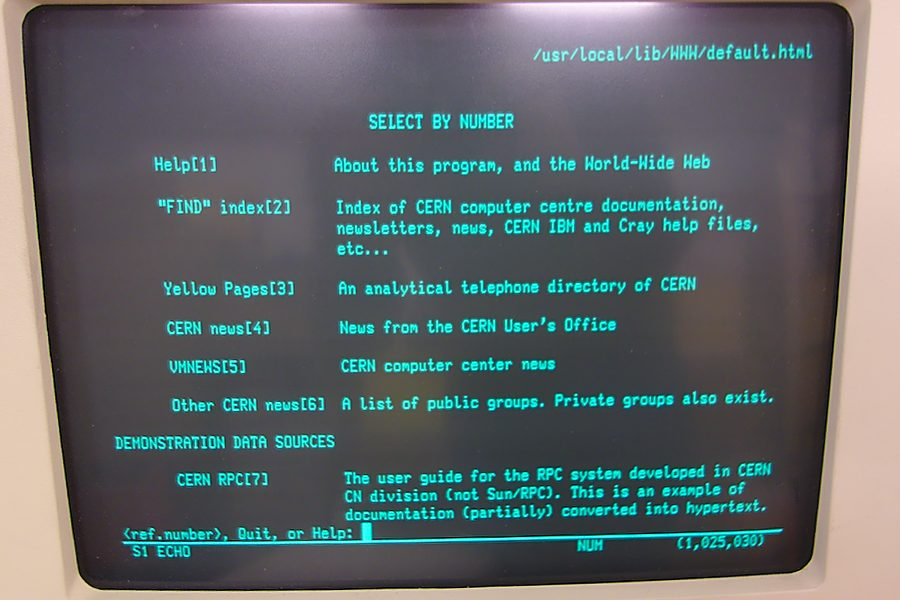 /usr/local/lib/WWW/default.html
SELECT BY NUMBER
Help[1] About this program, and the World-Wide Web
"FIND" index[2] Index of CERN computer centre documentation,
newsletters, news, CERN IBM and Cray help files,
etc...
Yellow Pages[3] An analytical telephone directory of CERN
CERN news[4] News from the CERN User's Office
VMNEWS[5] CERN computer center news
Other CERN news[6] A list of public groups. Private groups also exist.
DEMONSTRATION DATA SOURCES
CERN RPC[7] The user guide for the RPC system developed in CERN
CN division (not Sun/RPC). This is an example of
documentation (partially) converted into hypertext.
<ref.number>, Quit, or Help:
S1 ECHO NUM (1,025,030)